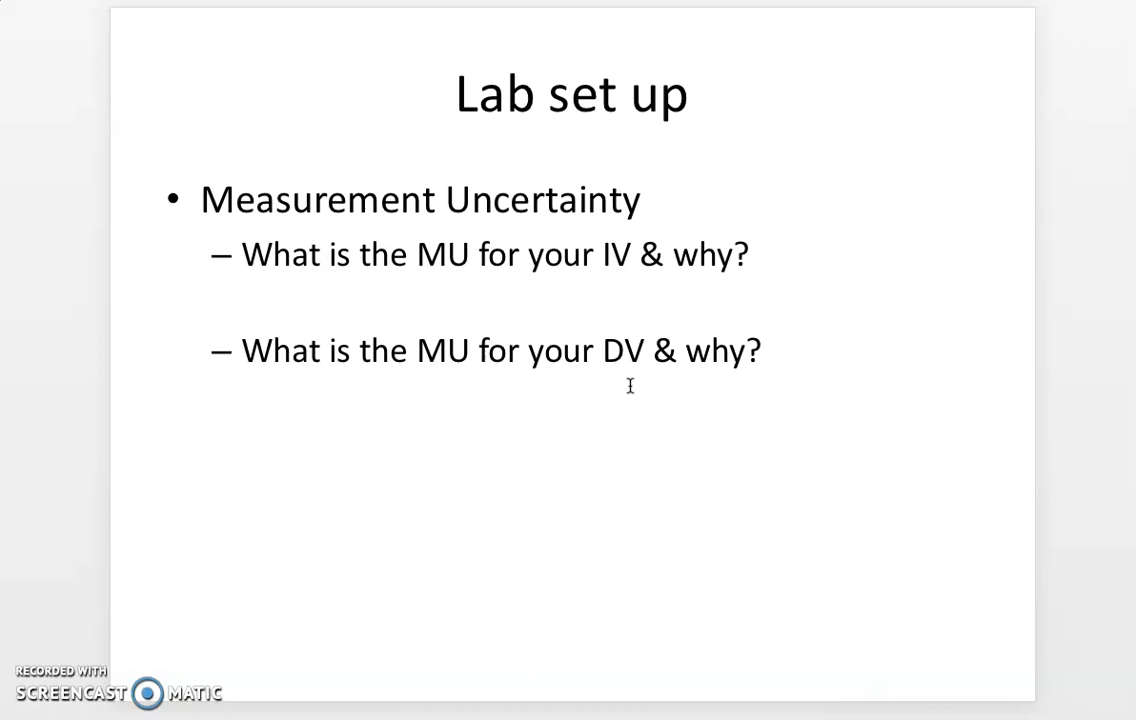 Lab set up
• Measurement Uncertainty
– What is the MU for your IV & why?
– What is the MU for your DV & why?
RECORDED WITH
SCREENCAST MATIC